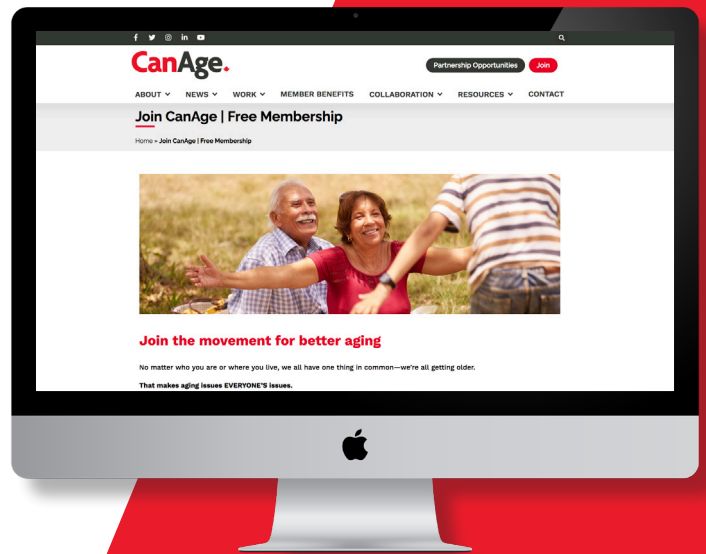 CanAge.
Partnership Opportunities
Join
ABOUT NEWS WORK MEMBER BENEFITS COLLABORATION RESOURCES CONTACT
Join CanAge | Free Membership
Home » Join CanAge | Free Membership
Join the movement for better aging
No matter who you are or where you live, we all have one thing in common—we're all getting older.
That makes aging issues EVERYONE'S issues.